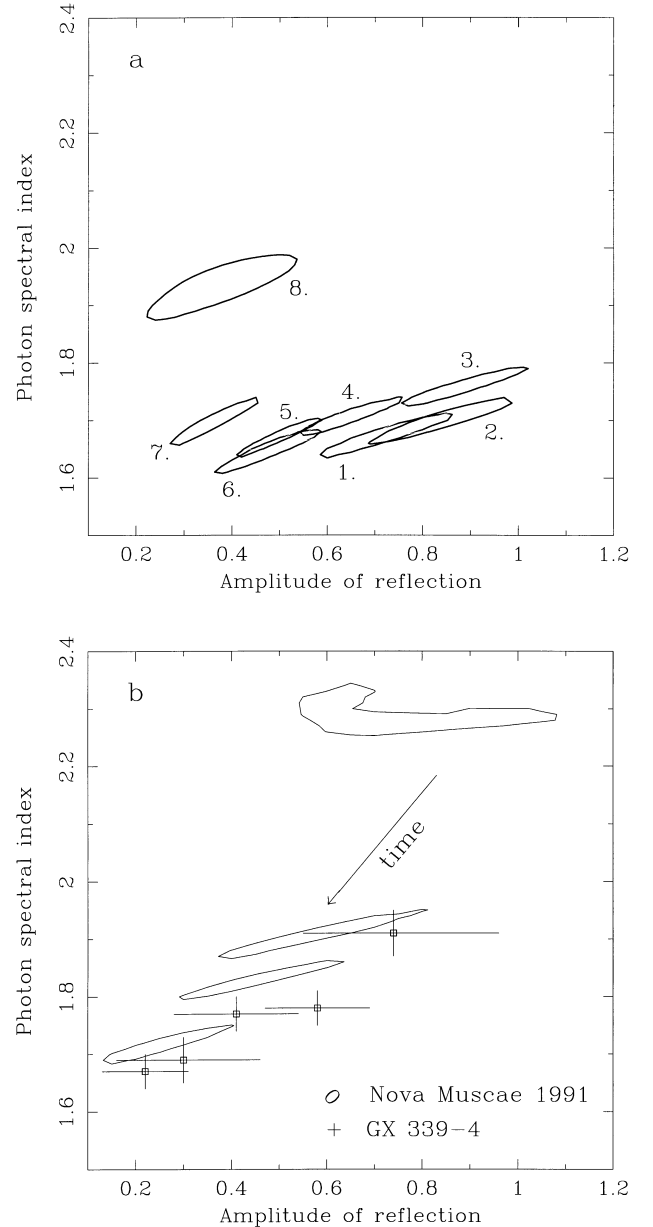 a
2.4
2.2
2
1.8
1.6
Photon spectral index
8.
3.
4.
5.
7.
2.
1.
6.
0.2 0.4 0.6 0.8 1 1.2
Amplitude of reflection
b
2.4
2.2
2
1.8
1.6
Photon spectral index
time
Nova Muscae 1991
GX 339-4
0.2 0.4 0.6 0.8 1 1.2
Amplitude of reflection